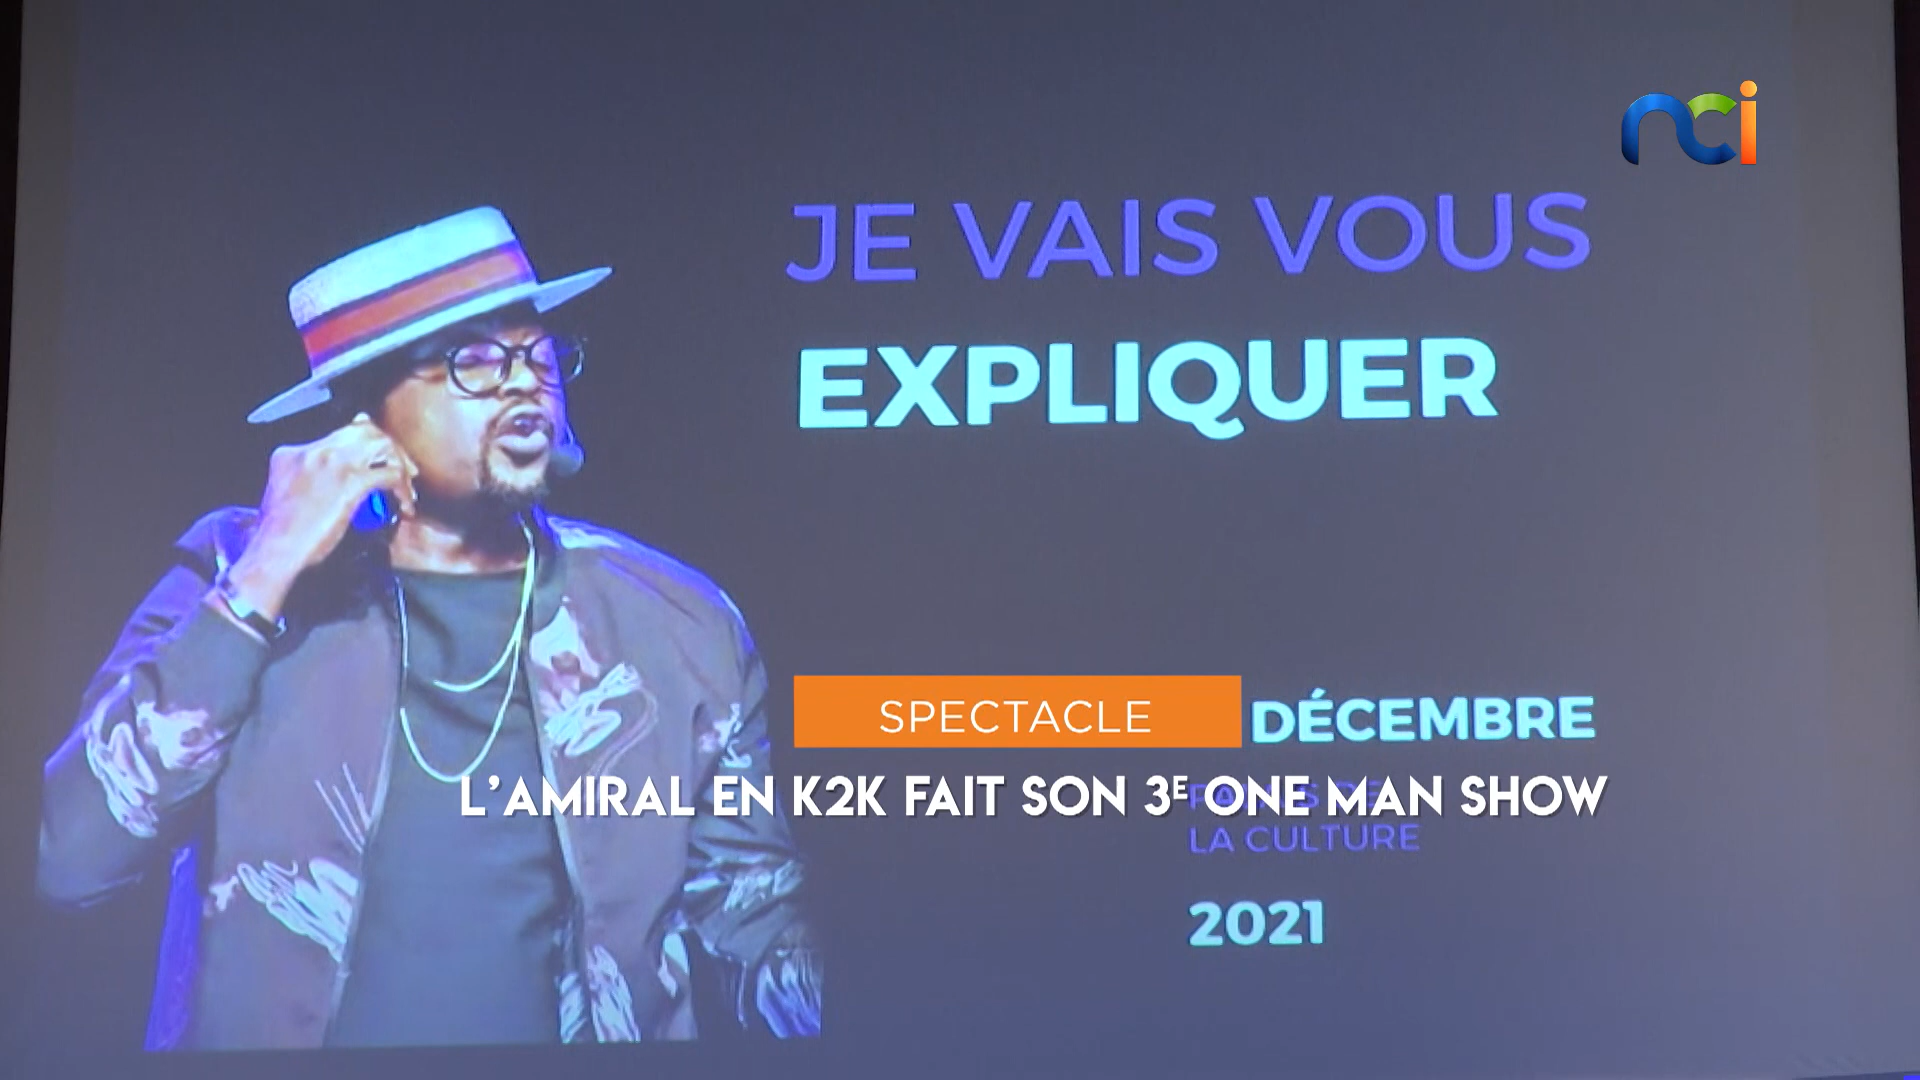 nci
JE VAIS VOUS
EXPLIQUER
SPECTACLE
DÉCEMBRE
L'AMIRAL EN K2K FAIT SON 3E ONE MAN SHOW
LA CULTURE
2021